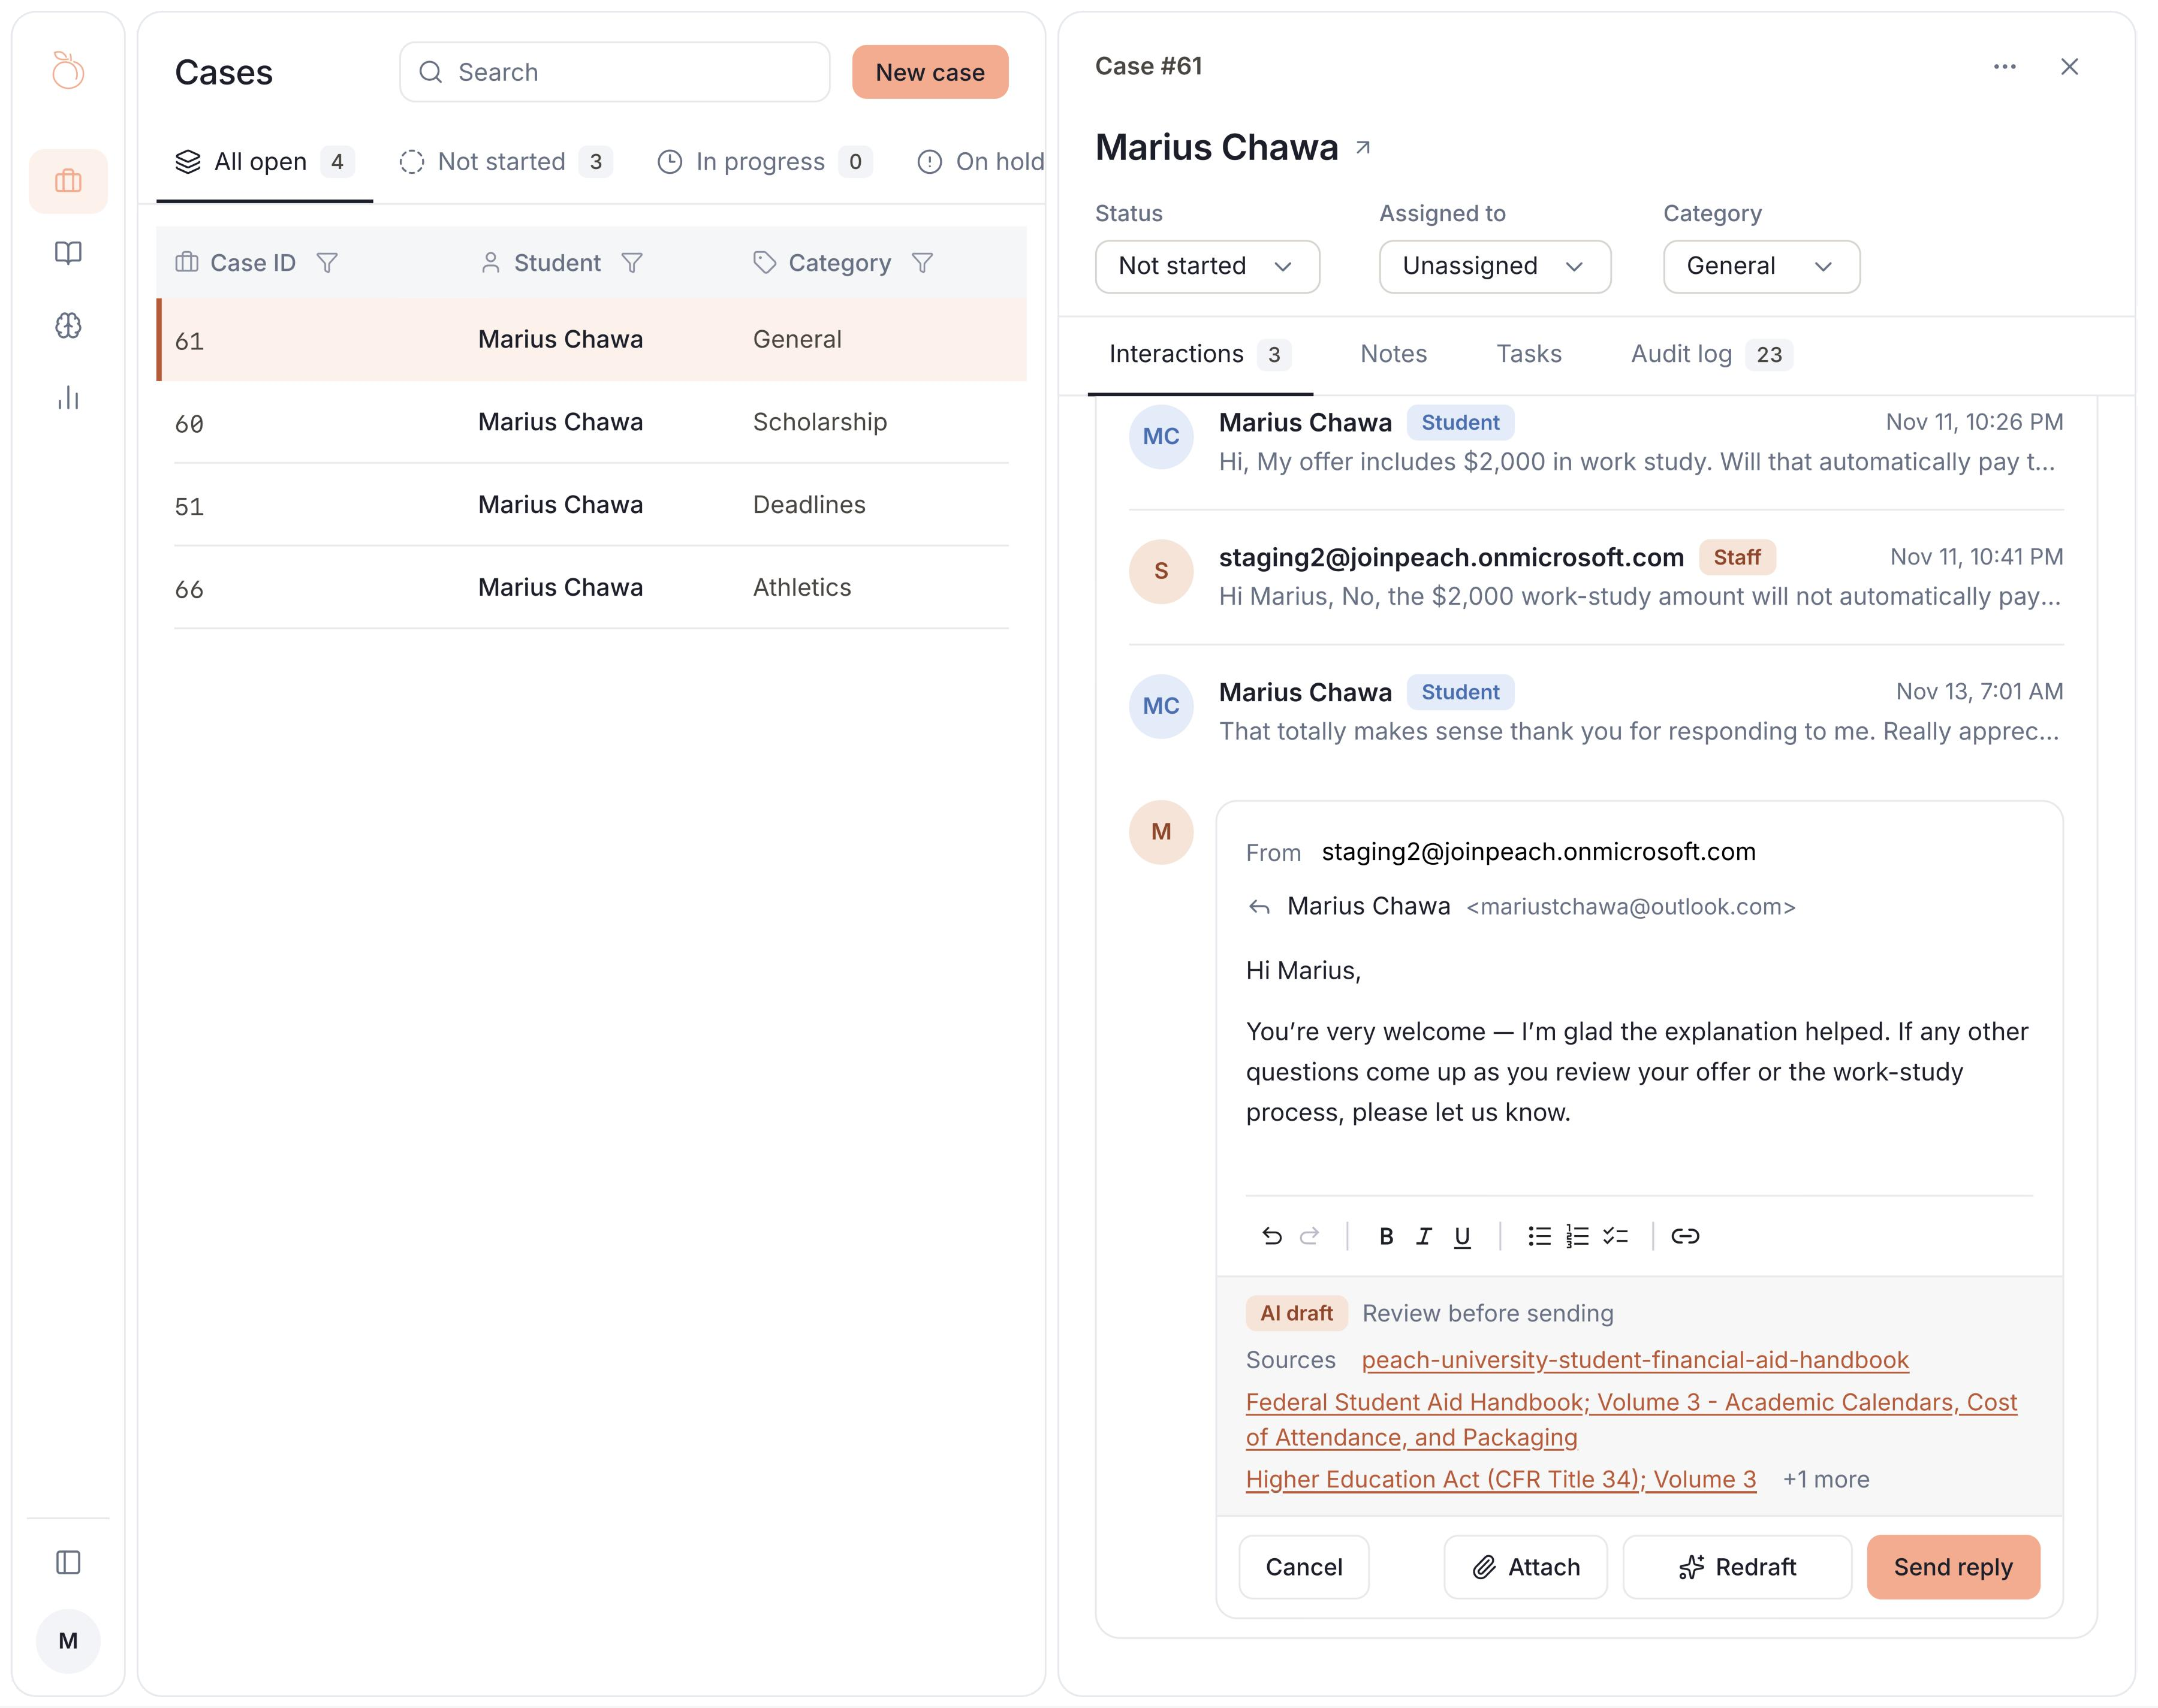 Cases
Search
New case
All open 4
Not started 3
In progress 0
On hold
Case ID
Student
Category
61 Marius Chawa General
60 Marius Chawa Scholarship
51 Marius Chawa Deadlines
66 Marius Chawa Athletics
M
Case #61
Marius Chawa
Status
Assigned to
Category
Not started
Unassigned
General
Interactions 3
Notes
Tasks
Audit log 23
MC
Marius Chawa Student Nov 11, 10:26 PM
Hi, My offer includes $2,000 in work study. Will that automatically pay t...
S
staging2@joinpeach.onmicrosoft.com Staff Nov 11, 10:41 PM
Hi Marius, No, the $2,000 work-study amount will not automatically pay...
MC
Marius Chawa Student Nov 13, 7:01 AM
That totally makes sense thank you for responding to me. Really apprec...
M
From staging2@joinpeach.onmicrosoft.com
Marius Chawa <mariustchawa@outlook.com>
Hi Marius,
You’re very welcome — I’m glad the explanation helped. If any other
questions come up as you review your offer or the work-study
process, please let us know.
B I U
AI draft Review before sending
Sources peach-university-student-financial-aid-handbook
Federal Student Aid Handbook; Volume 3 - Academic Calendars, Cost
of Attendance, and Packaging
Higher Education Act (CFR Title 34); Volume 3 +1 more
Cancel
Attach
Redraft
Send reply